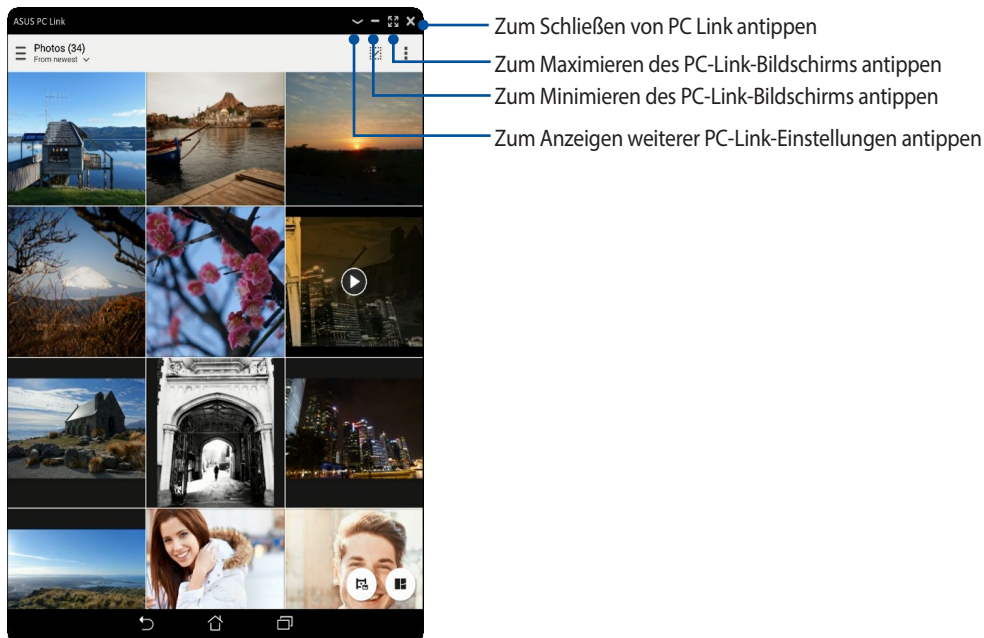 ASUS PC Link
Photos (34)
From newest
Zum Schließen von PC Link antippen
Zum Maximieren des PC-Link-Bildschirms antippen
Zum Minimieren des PC-Link-Bildschirms antippen
Zum Anzeigen weiterer PC-Link-Einstellungen antippen